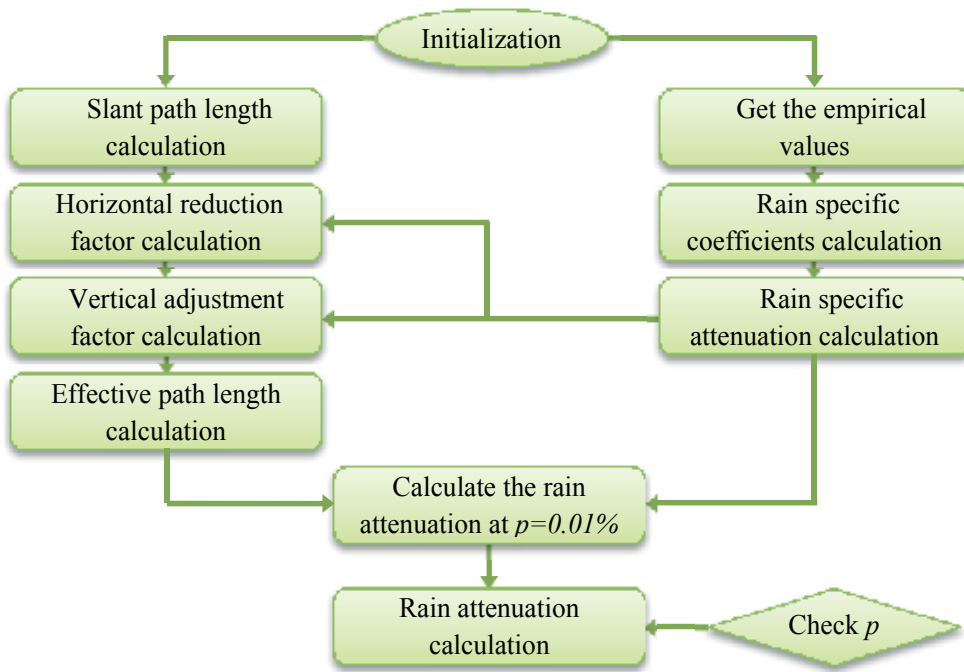 Initialization
Slant path length
calculation
Get the empirical
values
Horizontal reduction
factor calculation
Rain specific
coefficients calculation
Vertical adjustment
factor calculation
Rain specific
attenuation calculation
Effective path length
calculation
Calculate the rain
attenuation at p=0.01%
Rain attenuation
calculation
Check p